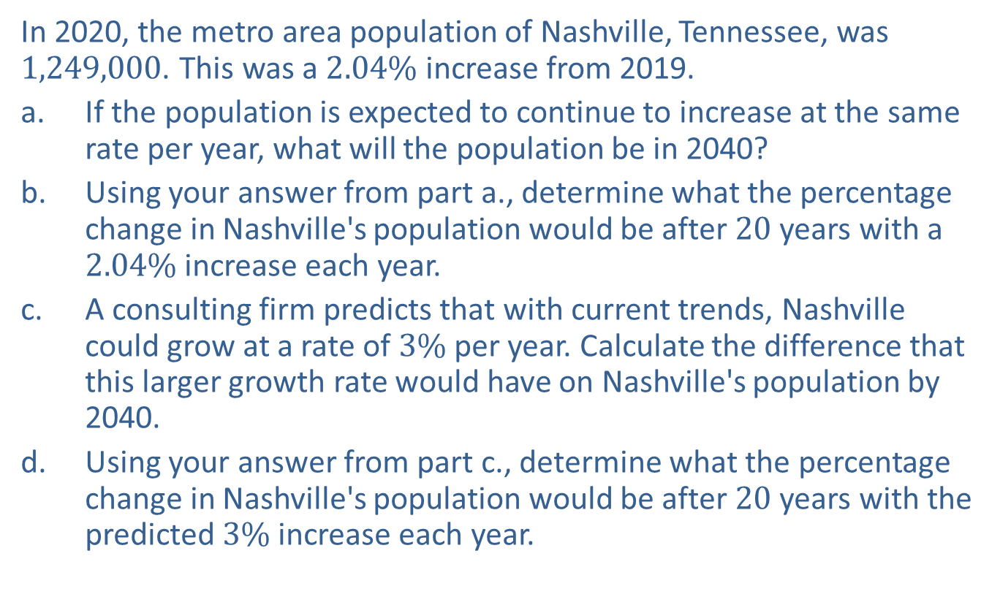 In 2020, the metro area population of Nashville, Tennessee, was
1,249,000. This was a 2.04% increase from 2019.
a. If the population is expected to continue to increase at the same
rate per year, what will the population be in 2040?
b. Using your answer from part a., determine what the percentage
change in Nashville's population would be after 20 years with a
2.04% increase each year.
c. A consulting firm predicts that with current trends, Nashville
could grow at a rate of 3% per year. Calculate the difference that
this larger growth rate would have on Nashville's population by
2040.
d. Using your answer from part c., determine what the percentage
change in Nashville's population would be after 20 years with the
predicted 3% increase each year.